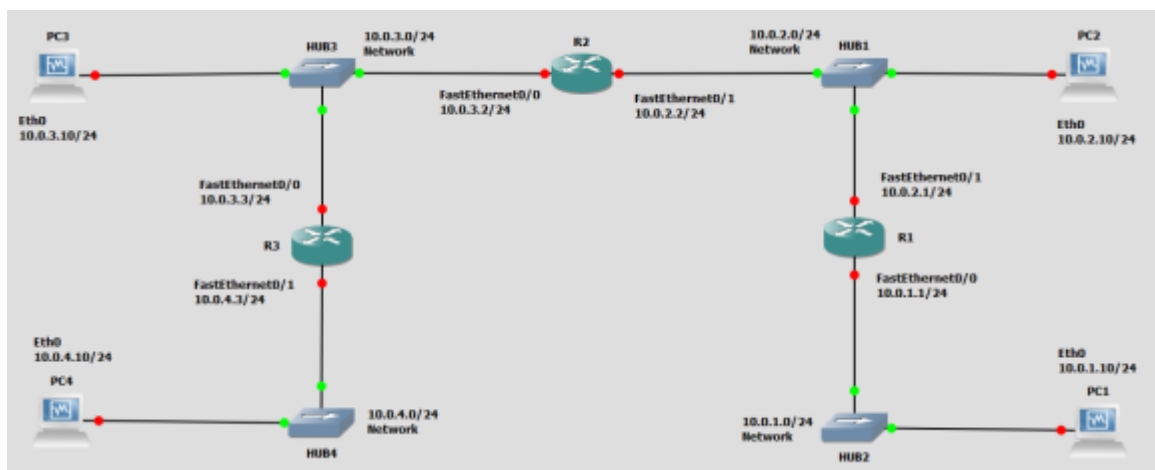 PC3
Eth0
10.0.3.10/24
HUB3
10.0.3.0/24
Network
R2
FastEthernet0/0
10.0.3.2/24
FastEthernet0/1
10.0.2.2/24
10.0.2.0/24
Network
HUB1
PC2
Eth0
10.0.2.10/24
FastEthernet0/0
10.0.3.3/24
R3
FastEthernet0/1
10.0.4.3/24
FastEthernet0/1
10.0.2.1/24
R1
FastEthernet0/0
10.0.1.1/24
Eth0
10.0.4.10/24
PC4
10.0.4.0/24
Network
HUB4
10.0.1.0/24
Network
HUB2
Eth0
10.0.1.10/24
PC1